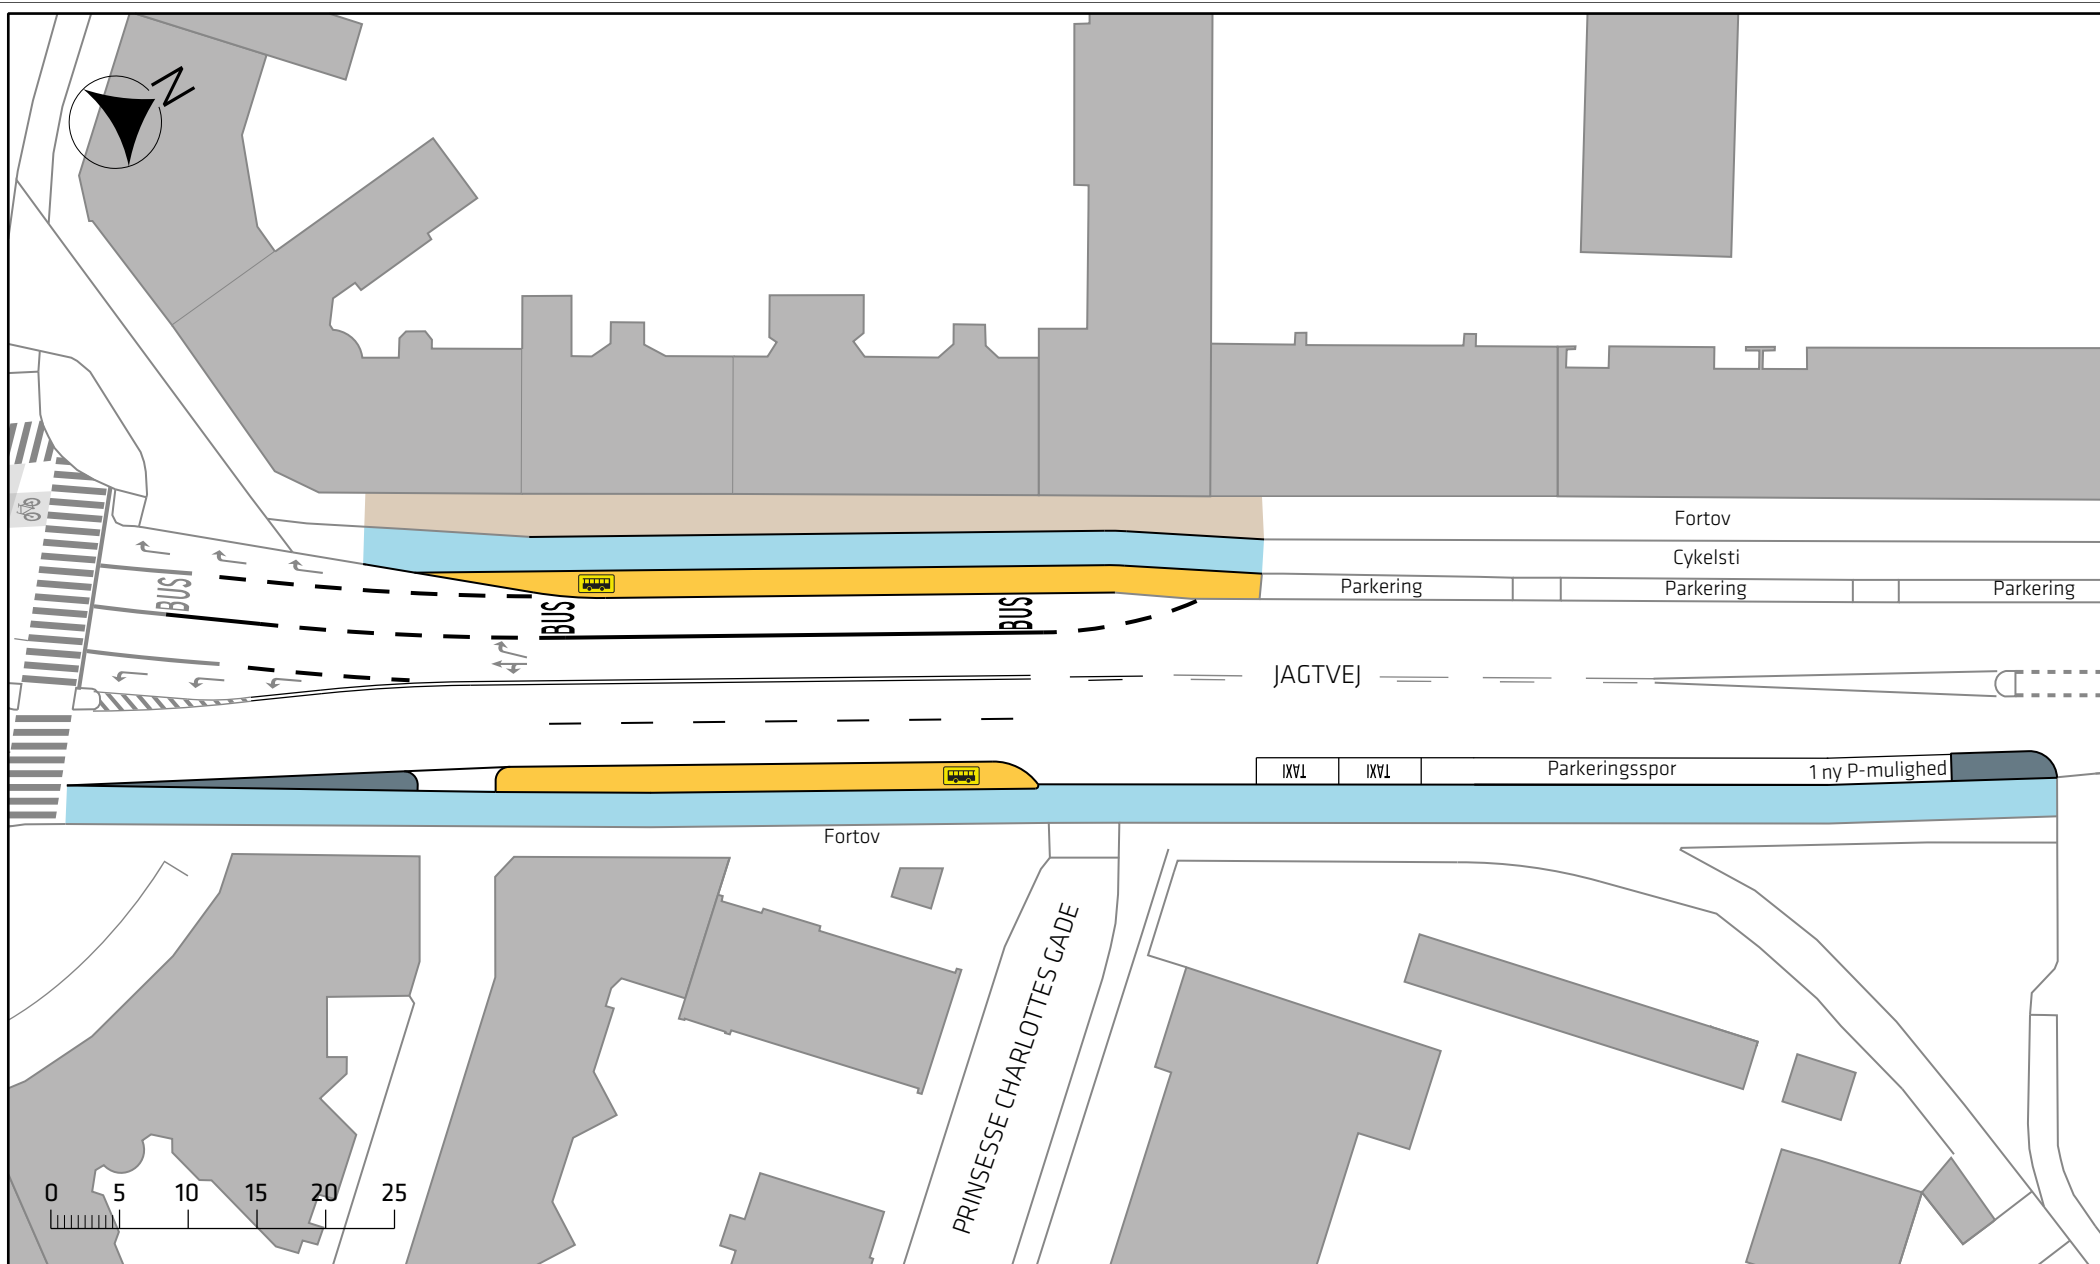 N
Fortov
Cykelsti
Parkering
Parkering
Parkering
BUS
BUS
BUS
JAGTVEJ
TAXI
TAXI
Parkeringsspor
1 ny P-mulighed
Fortov
PRINSESSE CHARLOTTES GADE
0 5 10 15 20 25